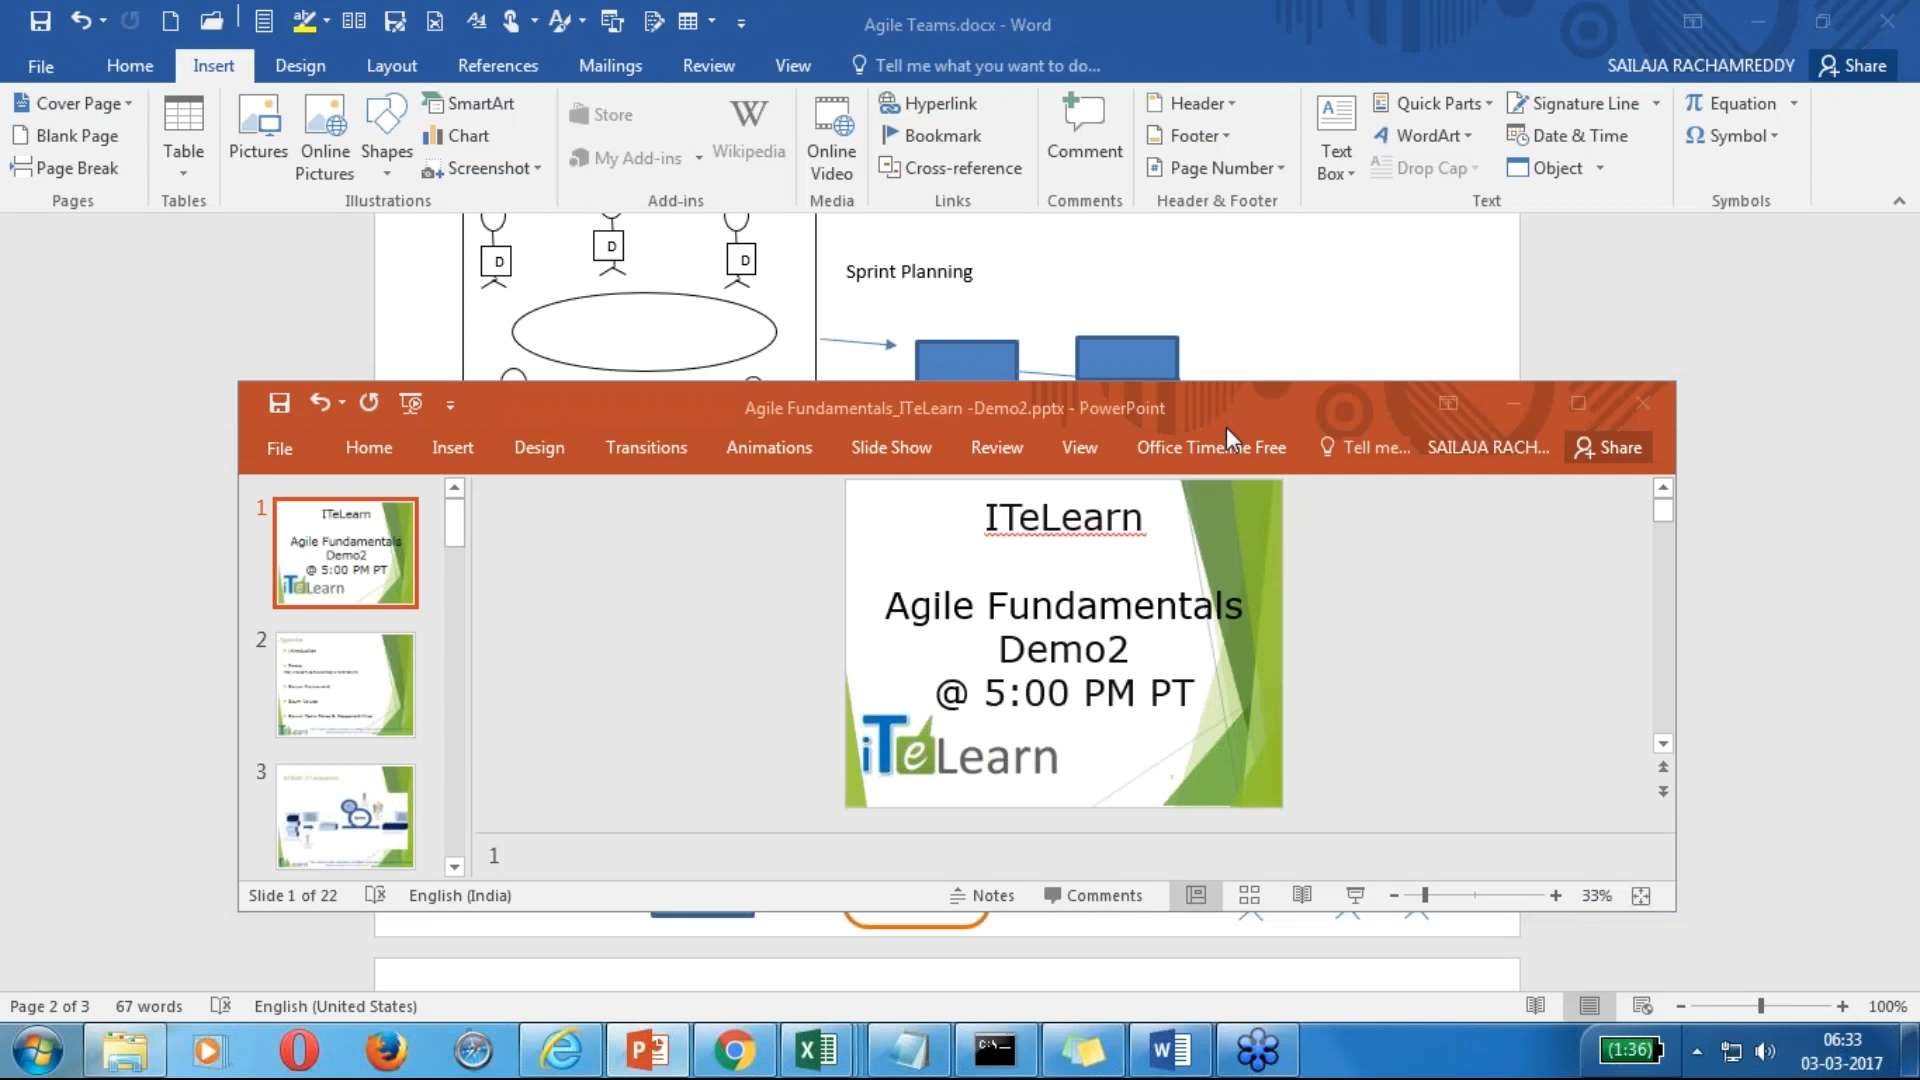 Agile Teams.docx - Word
File Home Insert Design Layout References Mailings Review View Tell me what you want to do... SAILAJA RACHAMREDDY Share
Cover Page
Blank Page
Page Break
Pages
Table
Tables
Pictures
Online Pictures
Shapes
SmartArt
Chart
Screenshot
Illustrations
Store
My Add-ins
Wikipedia
Add-ins
Online Video
Media
Hyperlink
Bookmark
Cross-reference
Links
Comment
Comments
Header
Footer
Page Number
Header & Footer
Text Box
Quick Parts
WordArt
Drop Cap
Signature Line
Date & Time
Object
Text
Equation
Symbol
Symbols
D D D
Sprint Planning
Agile Fundamentals_ITeLearn -Demo2.pptx - PowerPoint
File Home Insert Design Transitions Animations Slide Show Review View Office Timeline Free Tell me... SAILAJA RACH... Share
1
ITeLearn
Agile Fundamentals
Demo2
@ 5:00 PM PT
iTeLearn
2
3
ITeLearn
Agile Fundamentals
Demo2
@ 5:00 PM PT
iTeLearn
1
Slide 1 of 22 English (India) Notes Comments 33%
Page 2 of 3 67 words English (United States) 100%
(1:36)
06:33
03-03-2017